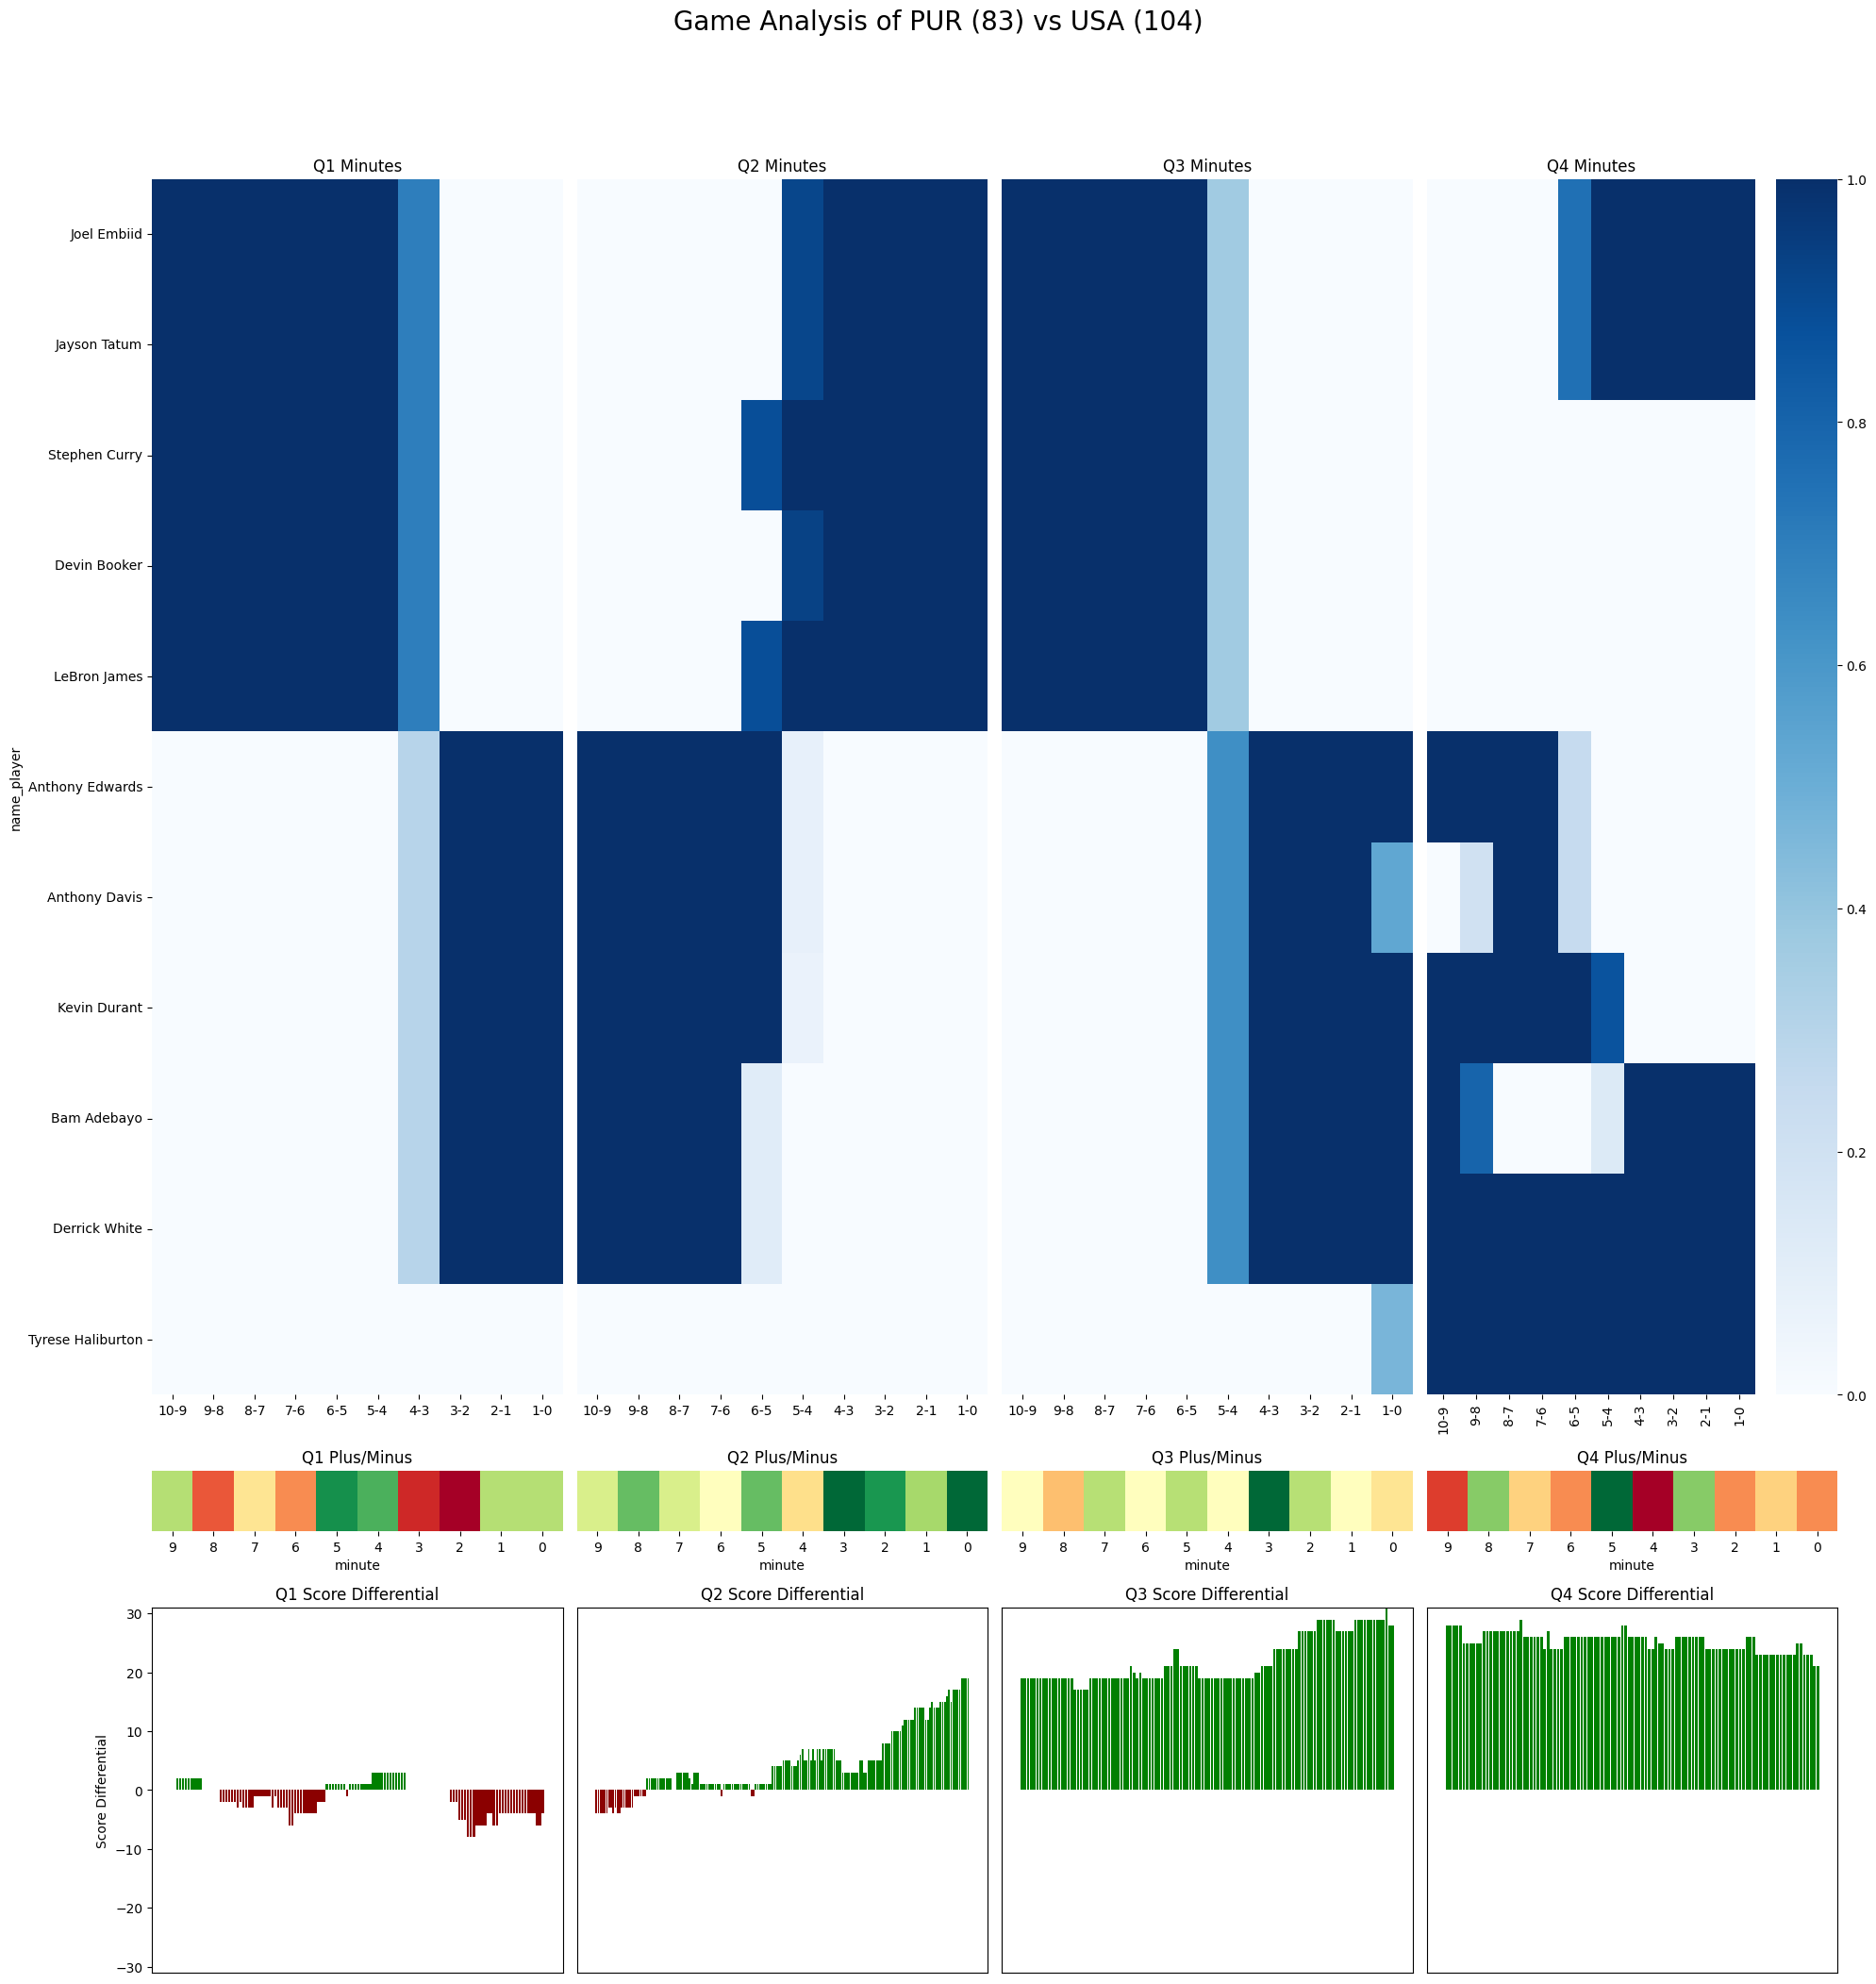 Game Analysis of PUR (83) vs USA (104)
Q1 Minutes Q2 Minutes Q3 Minutes Q4 Minutes
name_player
Joel Embiid
Jayson Tatum
Stephen Curry
Devin Booker
LeBron James
Anthony Edwards
Anthony Davis
Kevin Durant
Bam Adebayo
Derrick White
Tyrese Haliburton
1.0
0.8
0.6
0.4
0.2
0.0
10-9 9-8 8-7 7-6 6-5 5-4 4-3 3-2 2-1 1-0
10-9 9-8 8-7 7-6 6-5 5-4 4-3 3-2 2-1 1-0
10-9 9-8 8-7 7-6 6-5 5-4 4-3 3-2 2-1 1-0
10-9 9-8 8-7 7-6 6-5 5-4 4-3 3-2 2-1 1-0
Q1 Plus/Minus Q2 Plus/Minus Q3 Plus/Minus Q4 Plus/Minus
9 8 7 6 5 4 3 2 1 0
9 8 7 6 5 4 3 2 1 0
9 8 7 6 5 4 3 2 1 0
9 8 7 6 5 4 3 2 1 0
minute minute minute minute
Q1 Score Differential Q2 Score Differential Q3 Score Differential Q4 Score Differential
Score Differential
30
20
10
0
−10
−20
−30